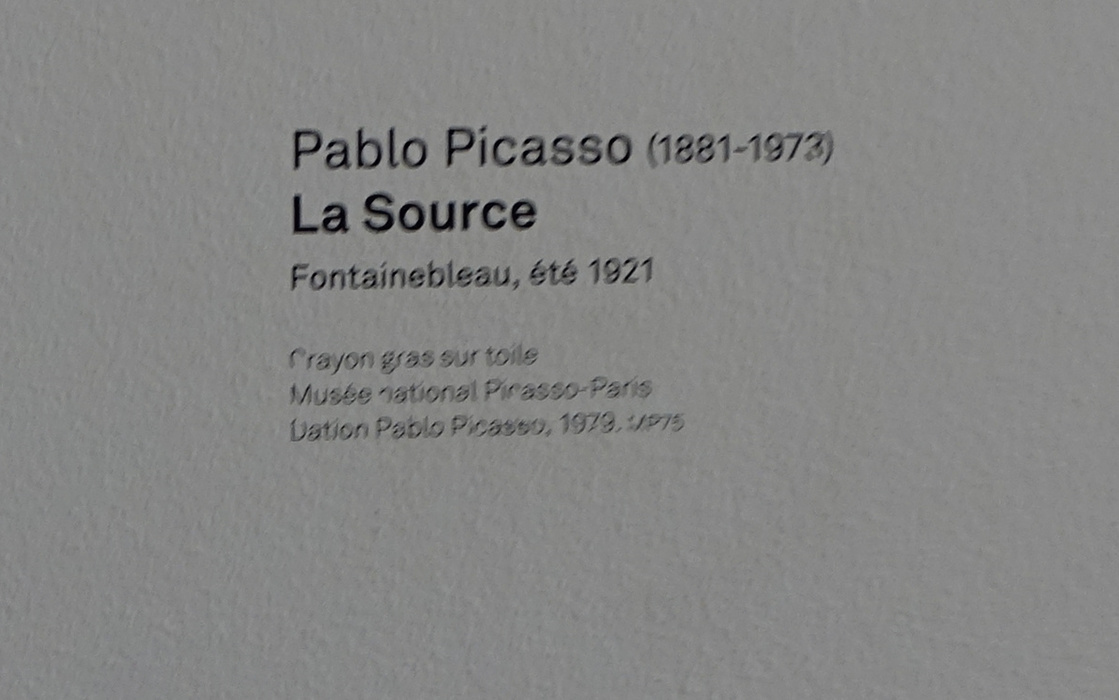 Pablo Picasso (1881-1973)
La Source
Fontainebleau, été 1921
Crayon gras sur toile
Musée national Picasso-Paris
Dation Pablo Picasso, 1979. MP75